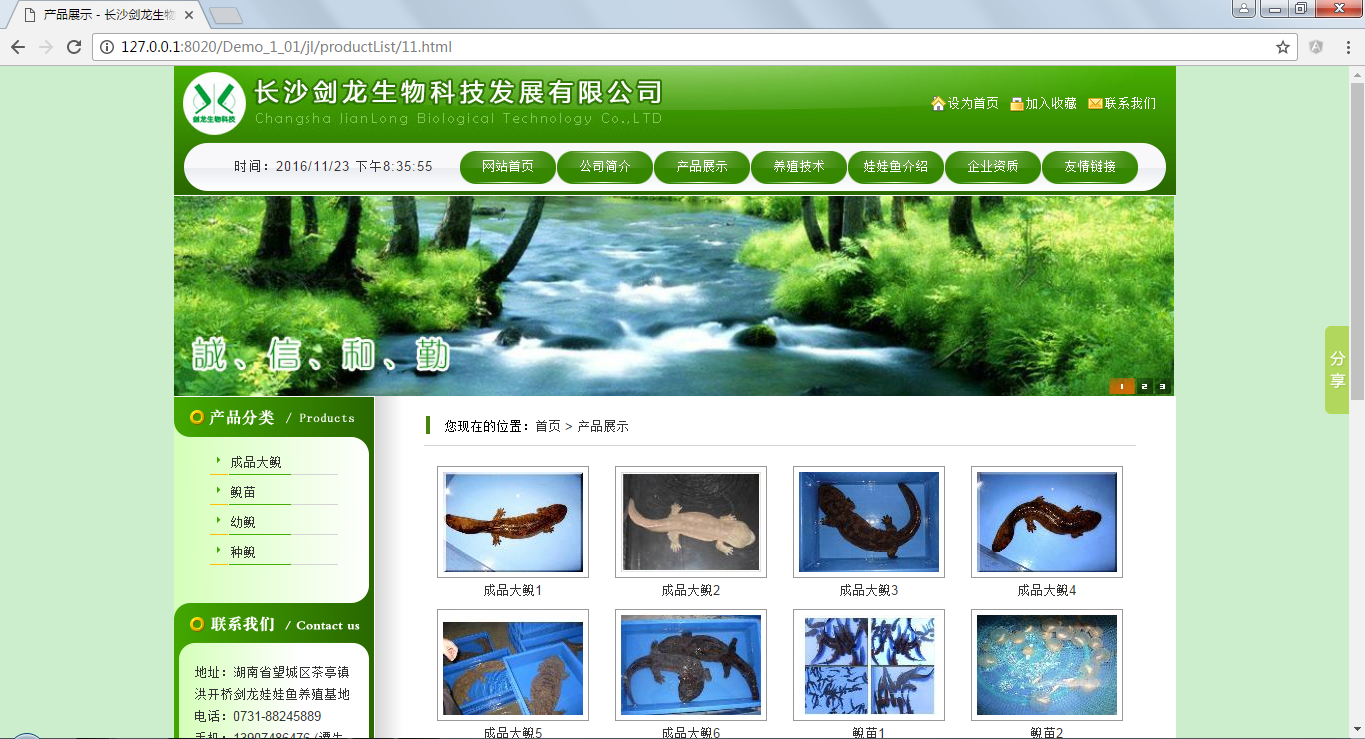 产品展示 - 长沙剑龙生物
127.0.0.1:8020/Demo_1_01/jl/productList/11.html
剑龙生物科技
长沙剑龙生物科技发展有限公司
Changsha JianLong Biological Technology Co.,LTD
设为首页 加入收藏 联系我们
时间：2016/11/23 下午8:35:55 网站首页 公司简介 产品展示 养殖技术 娃娃鱼介绍 企业资质 友情链接
誠、信、和、勤
1 2 3
分享
产品分类 / Products
成品大鲵
鲵苗
幼鲵
种鲵
联系我们 / Contact us
地址：湖南省望城区茶亭镇
洪开桥剑龙娃娃鱼养殖基地
电话：0731-88245889
手机：13907486476 (谭生
您现在的位置：首页 > 产品展示
成品大鲵1 成品大鲵2 成品大鲵3 成品大鲵4
成品大鲵5 成品大鲵6 鲵苗1 鲵苗2